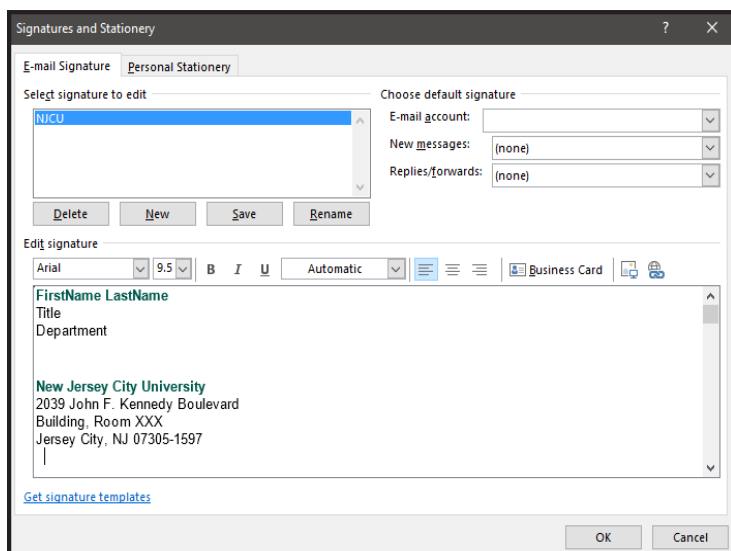 Signatures and Stationery ? ✕
E-mail Signature Personal Stationery
Select signature to edit
NJCU
Delete New Save Rename
Choose default signature
E-mail account:
New messages: (none)
Replies/forwards: (none)
Edit signature
Arial 9.5 B I U Automatic Business Card
FirstName LastName
Title
Department
New Jersey City University
2039 John F. Kennedy Boulevard
Building, Room XXX
Jersey City, NJ 07305-1597
Get signature templates
OK Cancel